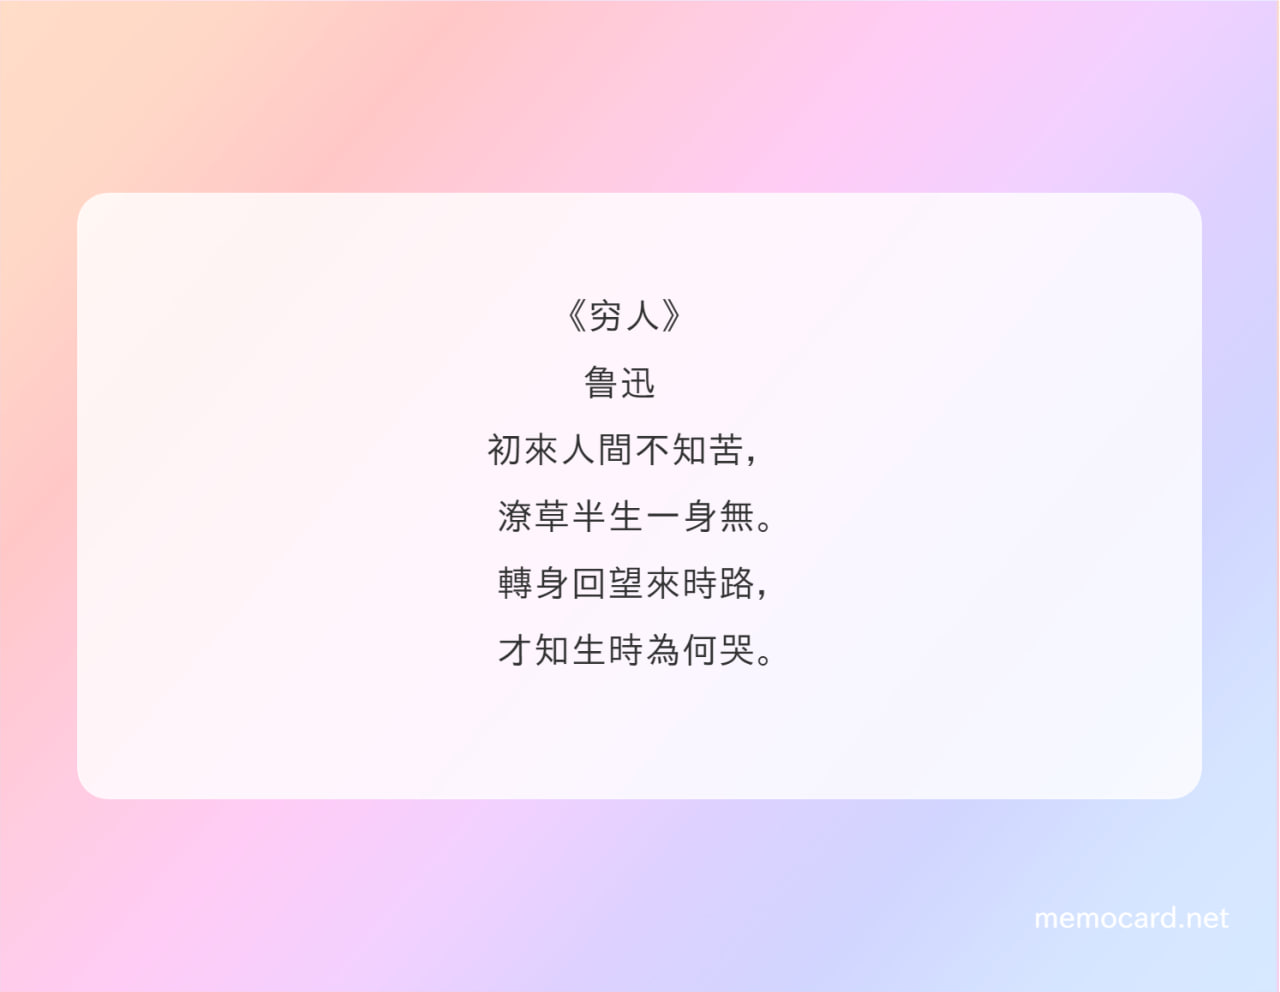 《穷人》
鲁迅
初來人間不知苦，
潦草半生一身無。
轉身回望來時路，
才知生時為何哭。
memocard.net